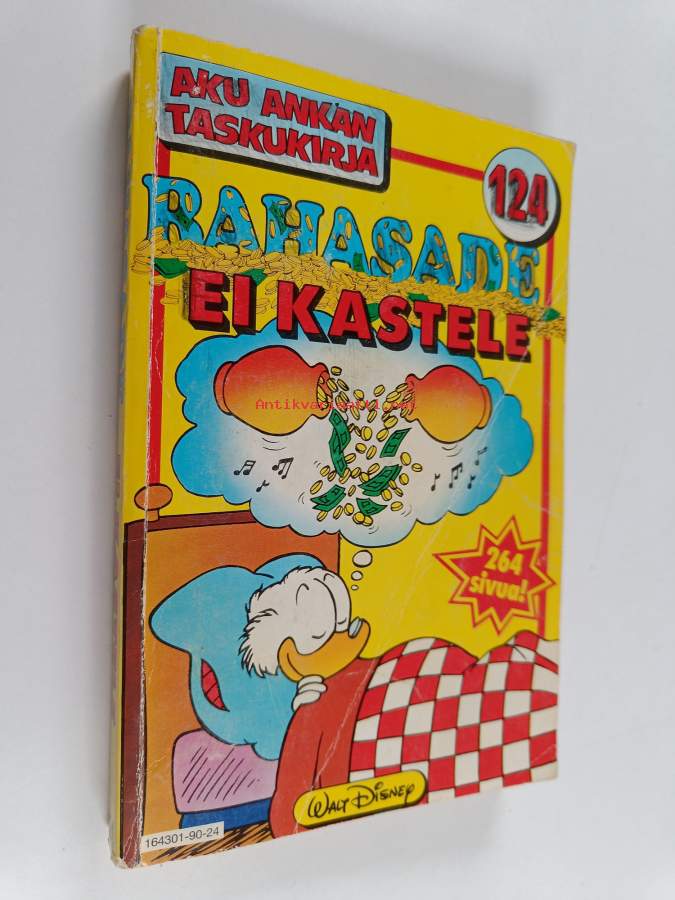 AKU ANKAN
TASKUKIRJA
124
RAHASADE
EI KASTELE
Antikvariaatti.net
264
sivua!
WALT DISNEY
164301-90-24